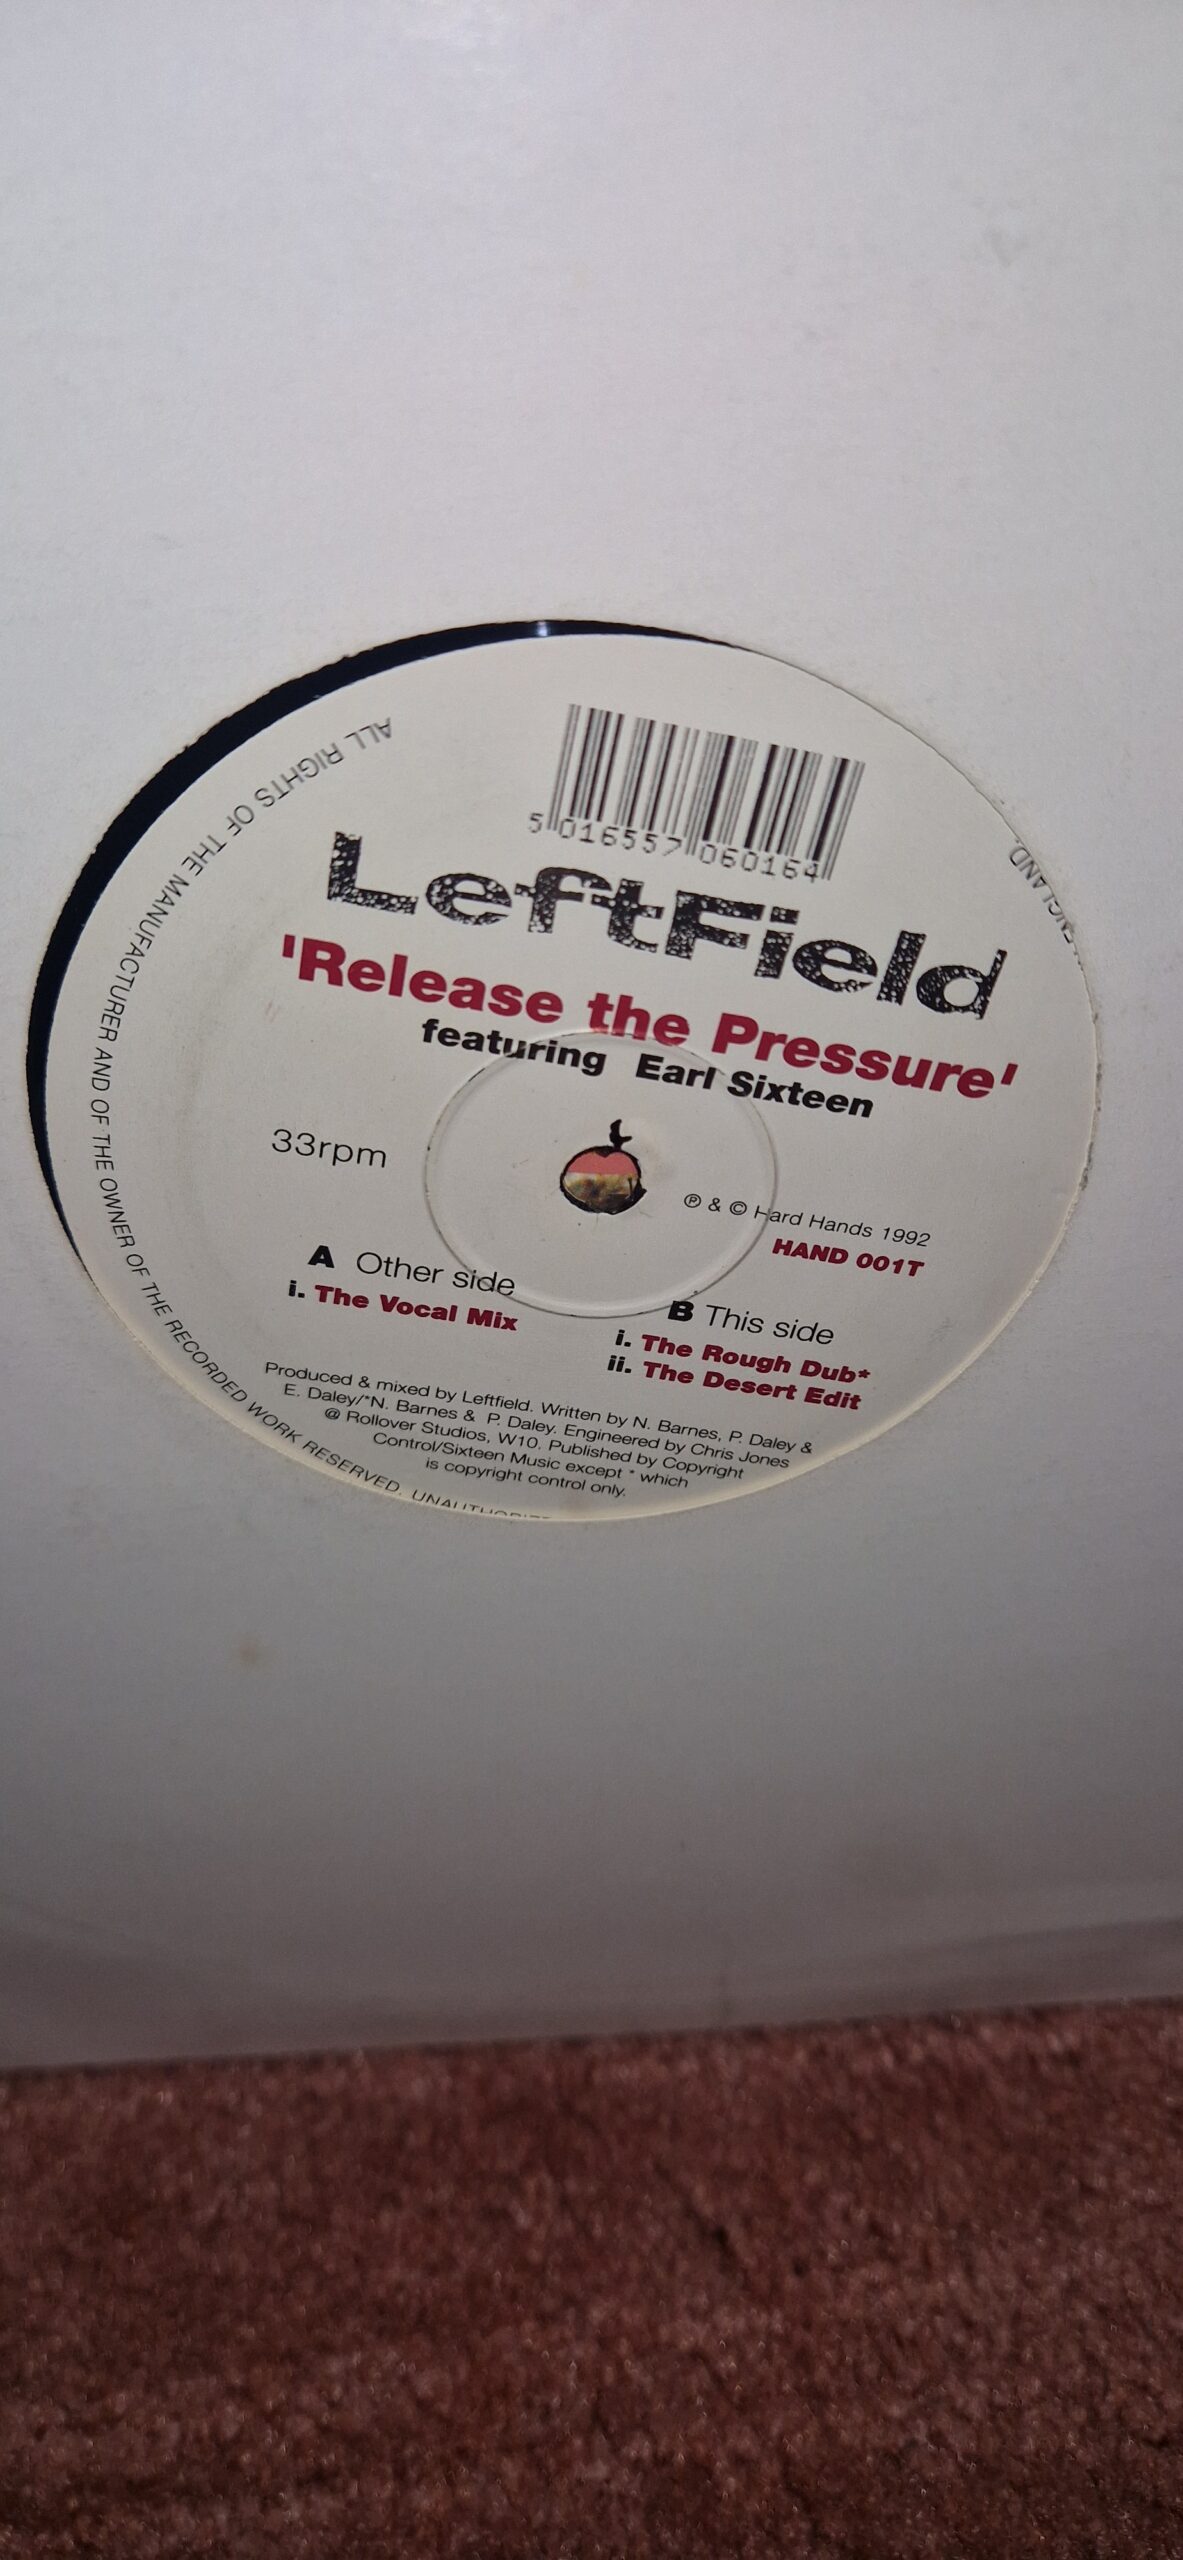 5 016557 060164
LeftField
'Release the Pressure'
featuring Earl Sixteen
33rpm
℗ & © Hard Hands 1992
HAND 001T
A Other side
i. The Vocal Mix
B This side
i. The Rough Dub*
ii. The Desert Edit
Produced & mixed by Leftfield. Written by N. Barnes, P. Daley &
E. Daley/*N. Barnes & P. Daley. Engineered by Chris Jones
@ Rollover Studios, W10. Published by Copyright
Control/Sixteen Music except * which
is copyright control only.
ALL RIGHTS OF THE MANUFACTURER AND OF THE OWNER OF THE RECORDED WORK RESERVED.
ENGLAND.